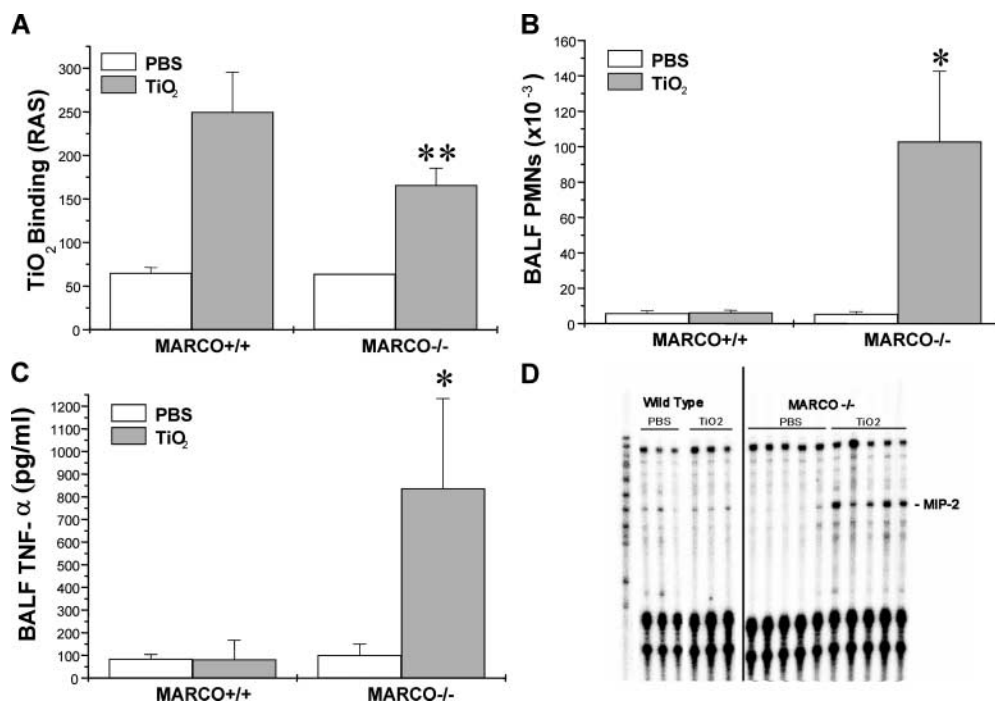 A
PBS
TiO2
TiO2 Binding (RAS)
300
250
200
150
100
50
0
**
MARCO+/+
MARCO-/-
B
PBS
TiO2
BALF PMNs (x10-3)
160
140
120
100
80
60
40
20
0
*
MARCO+/+
MARCO-/-
C
PBS
TiO2
BALF TNF- α (pg/ml)
1200
1100
1000
900
800
700
600
500
400
300
200
100
0
*
MARCO+/+
MARCO-/-
D
Wild Type
MARCO -/-
PBS
TiO2
PBS
TiO2
- MIP-2